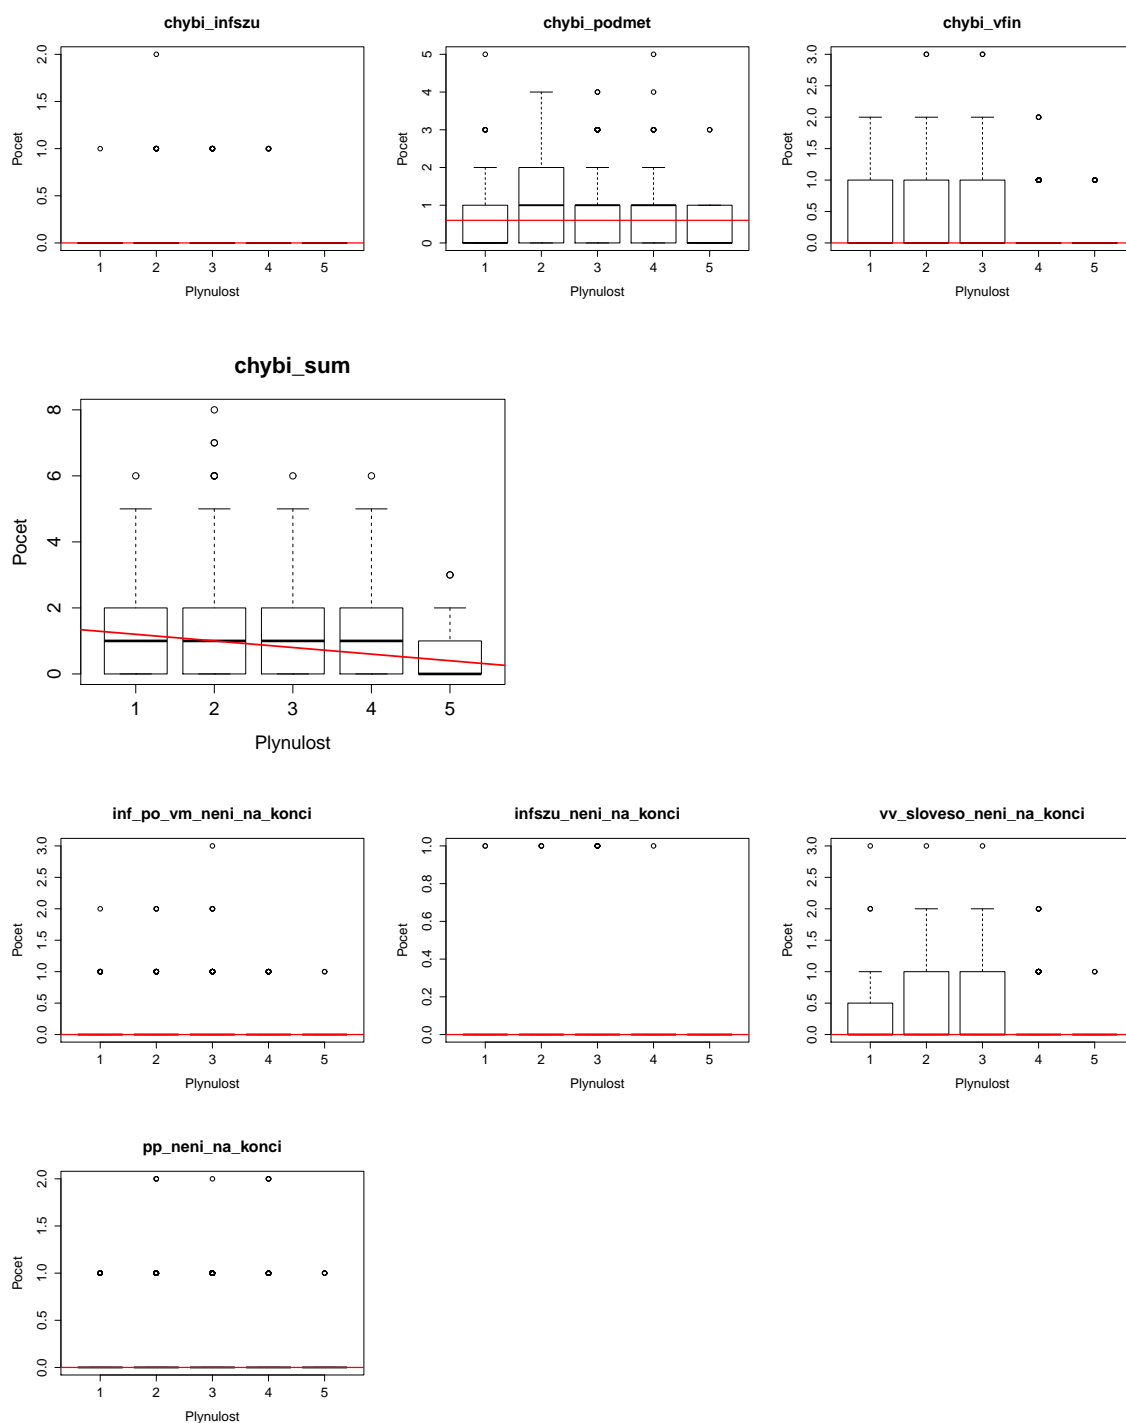 chybi_infszu
Pocet
0.0 0.5 1.0 1.5 2.0
1 2 3 4 5
Plynulost
chybi_podmet
Pocet
0 1 2 3 4 5
1 2 3 4 5
Plynulost
chybi_vfin
Pocet
0.0 0.5 1.0 1.5 2.0 2.5 3.0
1 2 3 4 5
Plynulost
chybi_sum
Pocet
0 2 4 6 8
1 2 3 4 5
Plynulost
inf_po_vm_neni_na_konci
Pocet
0.0 0.5 1.0 1.5 2.0 2.5 3.0
1 2 3 4 5
Plynulost
infszu_neni_na_konci
Pocet
0.0 0.2 0.4 0.6 0.8 1.0
1 2 3 4 5
Plynulost
vv_sloveso_neni_na_konci
Pocet
0.0 0.5 1.0 1.5 2.0 2.5 3.0
1 2 3 4 5
Plynulost
pp_neni_na_konci
Pocet
0.0 0.5 1.0 1.5 2.0
1 2 3 4 5
Plynulost